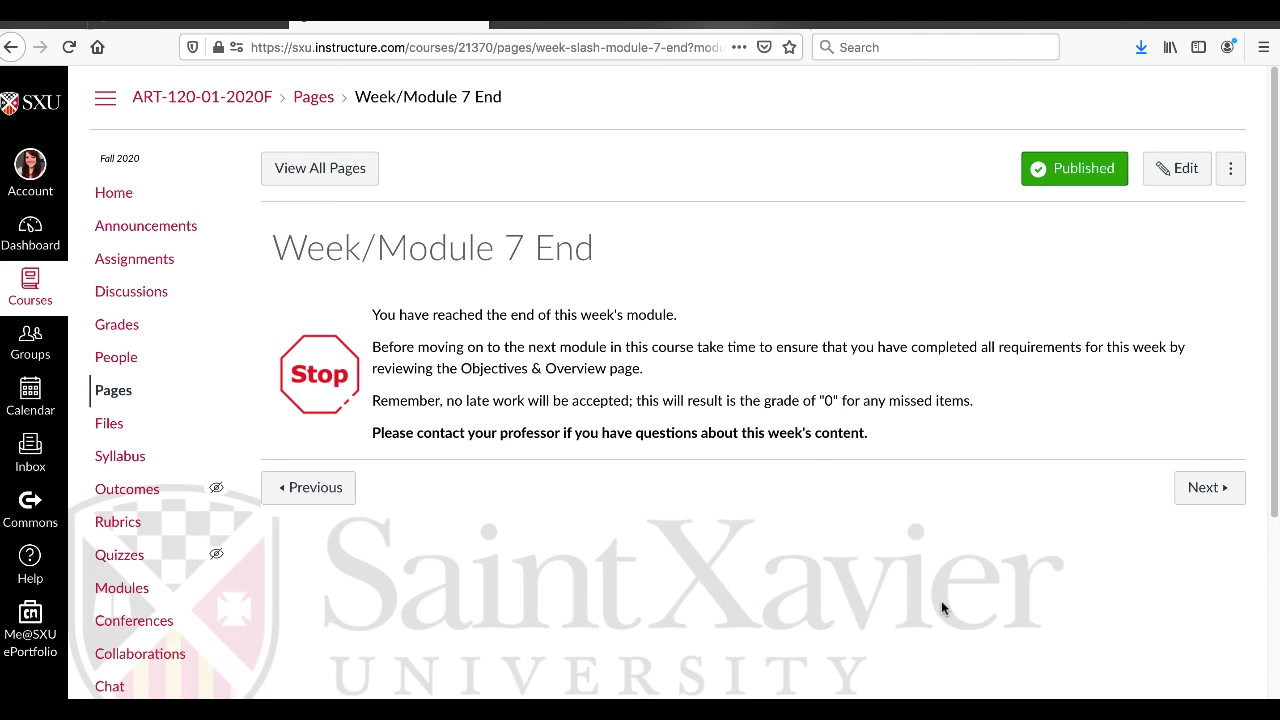 https://sxu.instructure.com/courses/21370/pages/week-slash-module-7-end?modu
Search
SXU
ART-120-01-2020F › Pages › Week/Module 7 End
Account
Dashboard
Courses
Groups
Calendar
Inbox
Commons
Help
Me@SXU
ePortfolio
Fall 2020
Home
Announcements
Assignments
Discussions
Grades
People
Pages
Files
Syllabus
Outcomes
Rubrics
Quizzes
Modules
Conferences
Collaborations
Chat
View All Pages
Published
Edit
Week/Module 7 End
Stop
You have reached the end of this week's module.
Before moving on to the next module in this course take time to ensure that you have completed all requirements for this week by
reviewing the Objectives & Overview page.
Remember, no late work will be accepted; this will result is the grade of "0" for any missed items.
Please contact your professor if you have questions about this week's content.
Previous
Next
Saint Xavier
UNIVERSITY